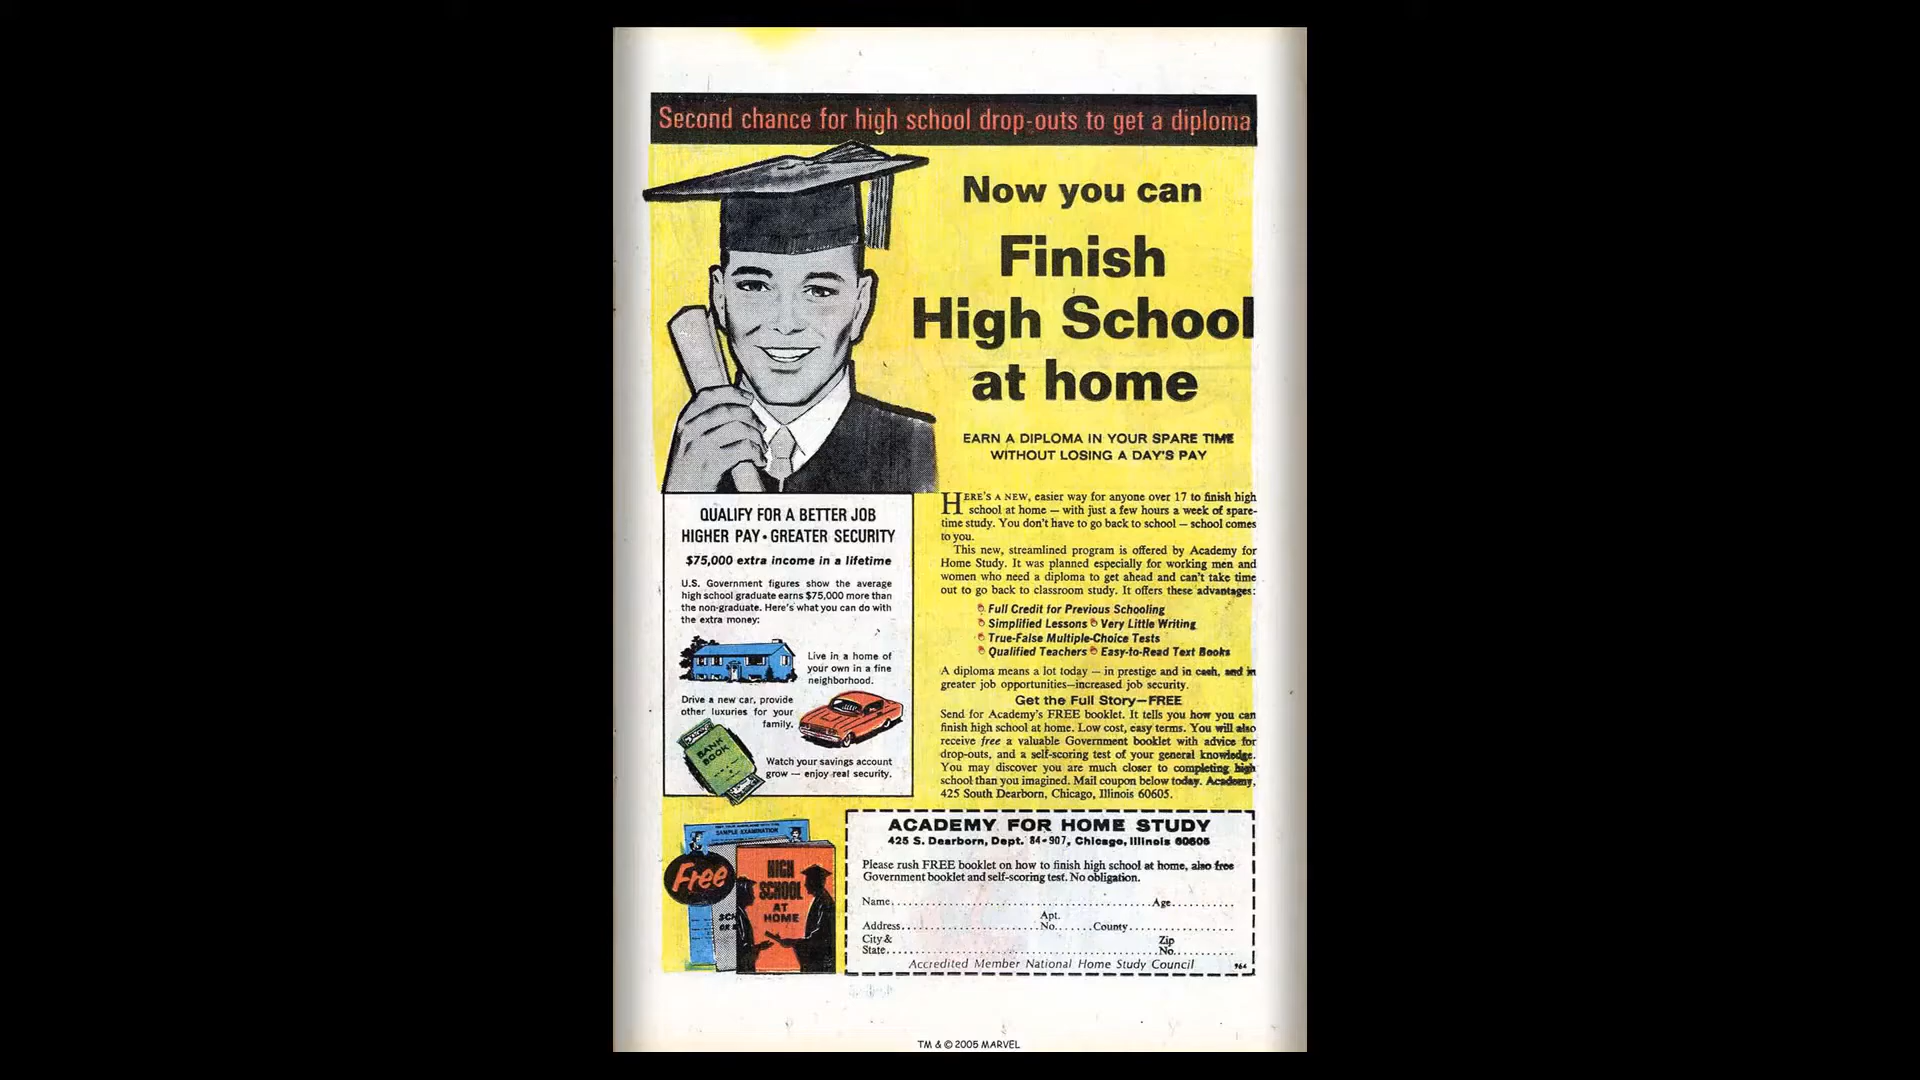 Second chance for high school drop-outs to get a diploma
Now you can
Finish
High School
at home
EARN A DIPLOMA IN YOUR SPARE TIME
WITHOUT LOSING A DAY'S PAY
QUALIFY FOR A BETTER JOB
HIGHER PAY • GREATER SECURITY
$75,000 extra income in a lifetime
U.S. Government figures show the average
high school graduate earns $75,000 more than
the non-graduate. Here's what you can do with
the extra money:
Live in a home of
your own in a fine
neighborhood.
Drive a new car, provide
other luxuries for your
family.
BANK
BOOK
Watch your savings account
grow — enjoy real security.
HERE'S A NEW, easier way for anyone over 17 to finish high
school at home — with just a few hours a week of spare-
time study. You don't have to go back to school — school comes
to you.
This new, streamlined program is offered by Academy for
Home Study. It was planned especially for working men and
women who need a diploma to get ahead and can't take time
out to go back to classroom study. It offers these advantages:
Full Credit for Previous Schooling
Simplified Lessons Very Little Writing
True-False Multiple-Choice Tests
Qualified Teachers Easy-to-Read Text Books
A diploma means a lot today — in prestige and in cash, and in
greater job opportunities—increased job security.
Get the Full Story—FREE
Send for Academy's FREE booklet. It tells you how you can
finish high school at home. Low cost, easy terms. You will also
receive free a valuable Government booklet with advice for
drop-outs, and a self-scoring test of your general knowledge.
You may discover you are much closer to completing high
school than you imagined. Mail coupon below today. Academy,
425 South Dearborn, Chicago, Illinois 60605.
SAMPLE EXAMINATION
Free
HIGH
SCHOOL
AT
HOME
ACADEMY FOR HOME STUDY
425 S. Dearborn, Dept. 84-907, Chicago, Illinois 60605
Please rush FREE booklet on how to finish high school at home, also free
Government booklet and self-scoring test. No obligation.
Name Age
Apt.
Address No. County
City & Zip
State No.
Accredited Member National Home Study Council 964
TM & © 2005 MARVEL